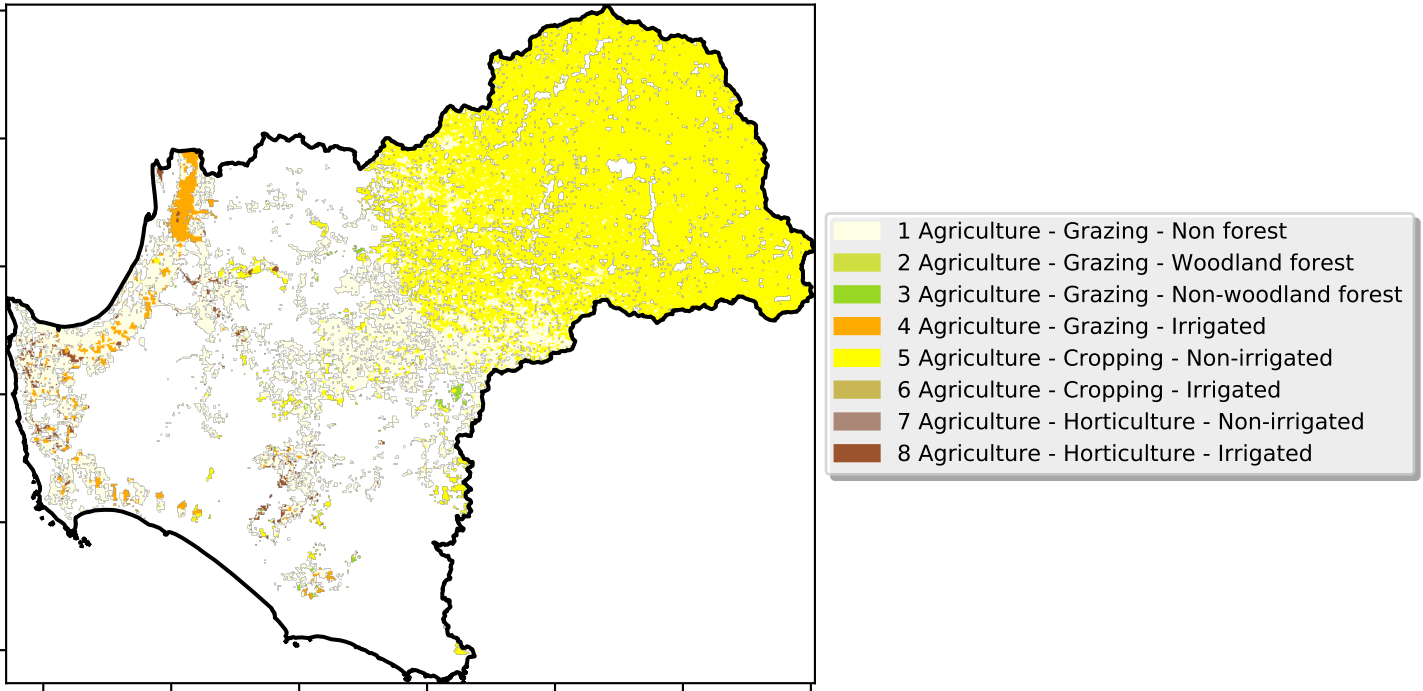 1 Agriculture - Grazing - Non forest
2 Agriculture - Grazing - Woodland forest
3 Agriculture - Grazing - Non-woodland forest
4 Agriculture - Grazing - Irrigated
5 Agriculture - Cropping - Non-irrigated
6 Agriculture - Cropping - Irrigated
7 Agriculture - Horticulture - Non-irrigated
8 Agriculture - Horticulture - Irrigated